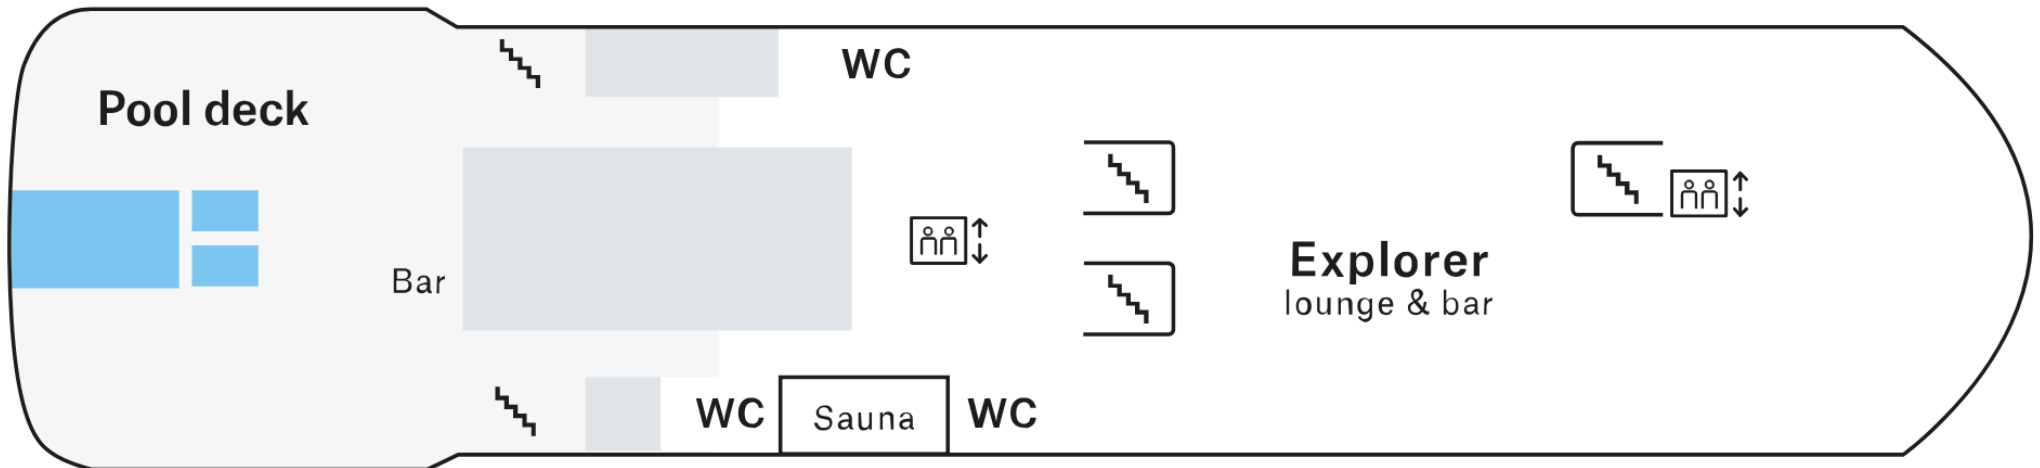 WC
Pool deck
Explorer
lounge & bar
Bar
WC
Sauna
WC